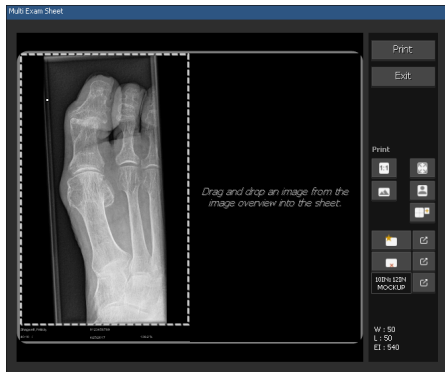 Multi Exam Sheet
Print
Exit
Print
1:1
Drag and drop an image from the
image overview into the sheet.
10IN:12IN
MOCKUP
W : 50
L : 50
EI : 540